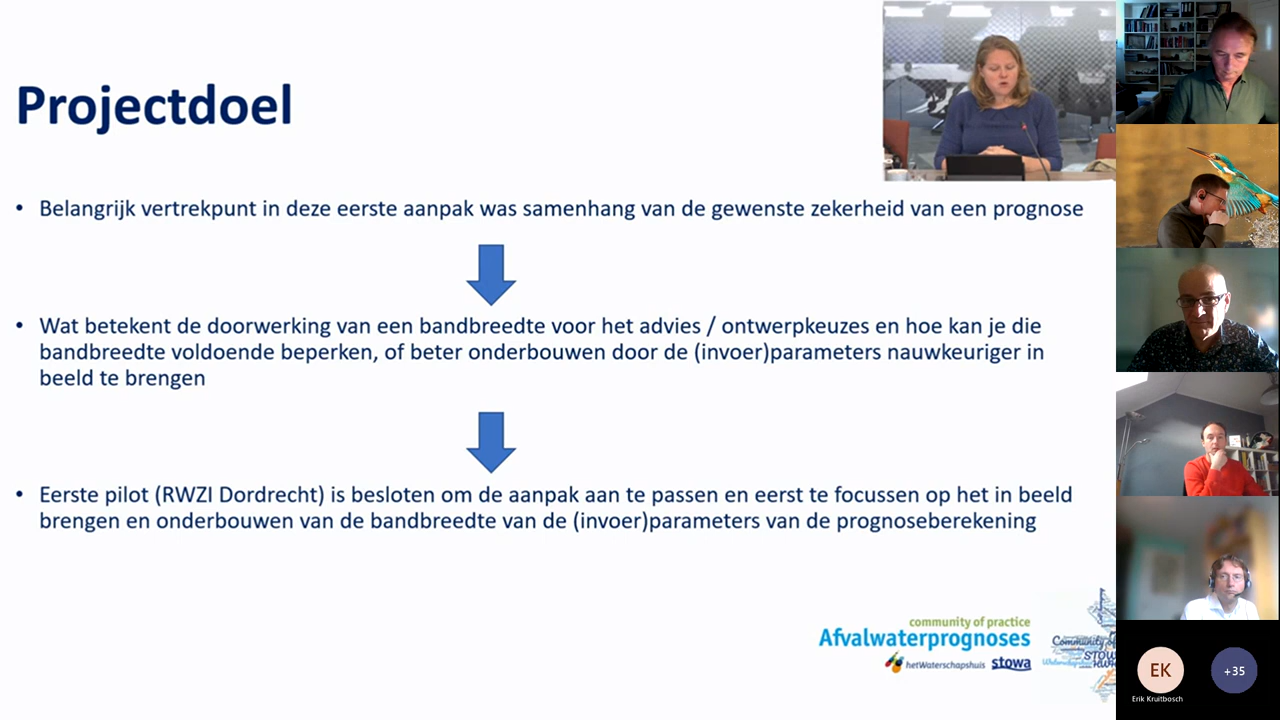 Projectdoel
• Belangrijk vertrekpunt in deze eerste aanpak was samenhang van de gewenste zekerheid van een prognose
• Wat betekent de doorwerking van een bandbreedte voor het advies / ontwerpkeuzes en hoe kan je die
bandbreedte voldoende beperken, of beter onderbouwen door de (invoer)parameters nauwkeuriger in
beeld te brengen
• Eerste pilot (RWZI Dordrecht) is besloten om de aanpak aan te passen en eerst te focussen op het in beeld
brengen en onderbouwen van de bandbreedte van de (invoer)parameters van de prognoseberekening
community of practice
Afvalwaterprognoses
hetWaterschapshuis stowa
EK
+35
Erik Kruitbosch